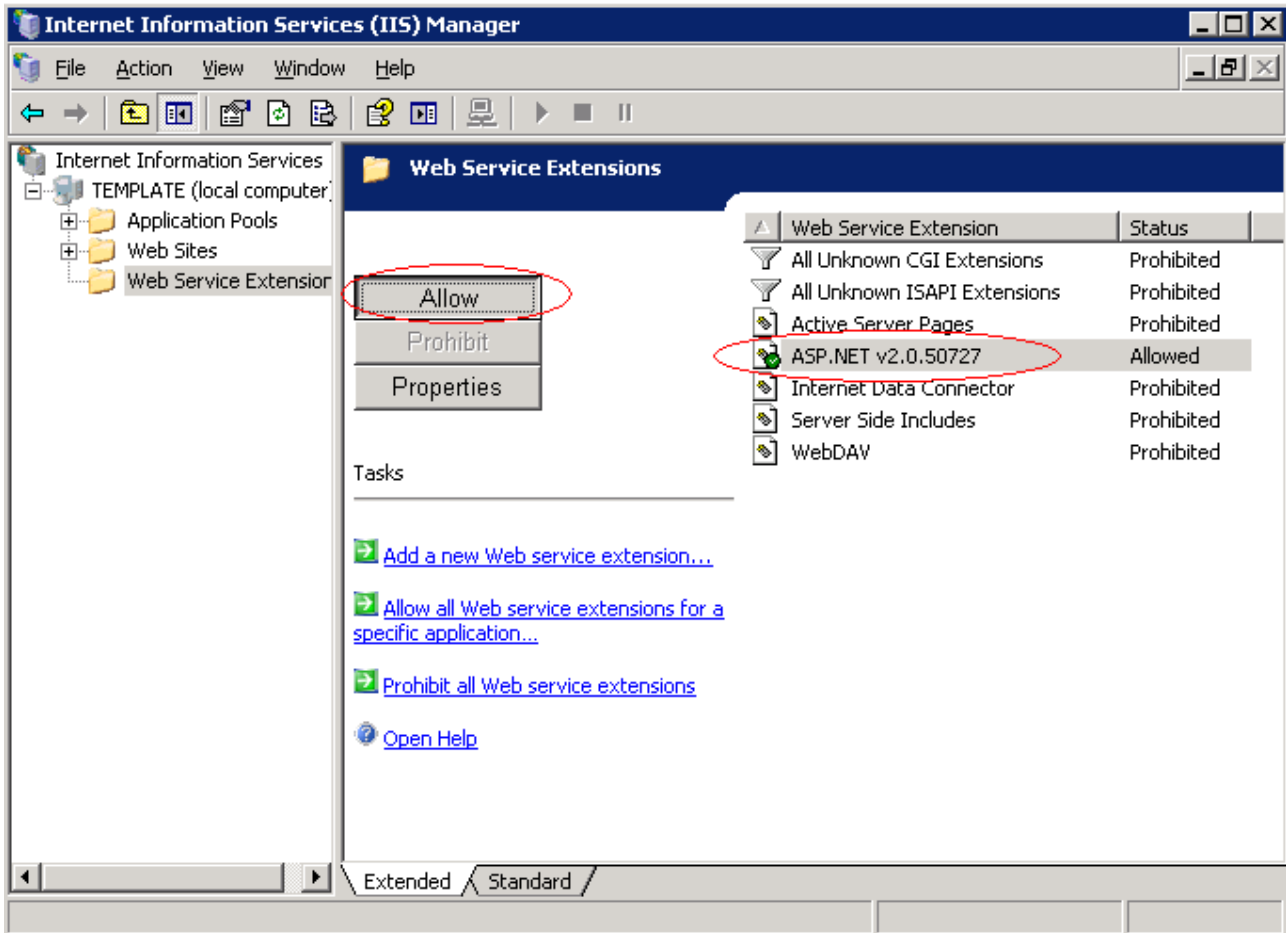 Internet Information Services (IIS) Manager
File Action View Window Help
Internet Information Services
TEMPLATE (local computer)
Application Pools
Web Sites
Web Service Extension
Web Service Extensions
Allow
Prohibit
Properties
Tasks
Add a new Web service extension...
Allow all Web service extensions for a
specific application...
Prohibit all Web service extensions
Open Help
Web Service Extension Status
All Unknown CGI Extensions Prohibited
All Unknown ISAPI Extensions Prohibited
Active Server Pages Prohibited
ASP.NET v2.0.50727 Allowed
Internet Data Connector Prohibited
Server Side Includes Prohibited
WebDAV Prohibited
Extended Standard